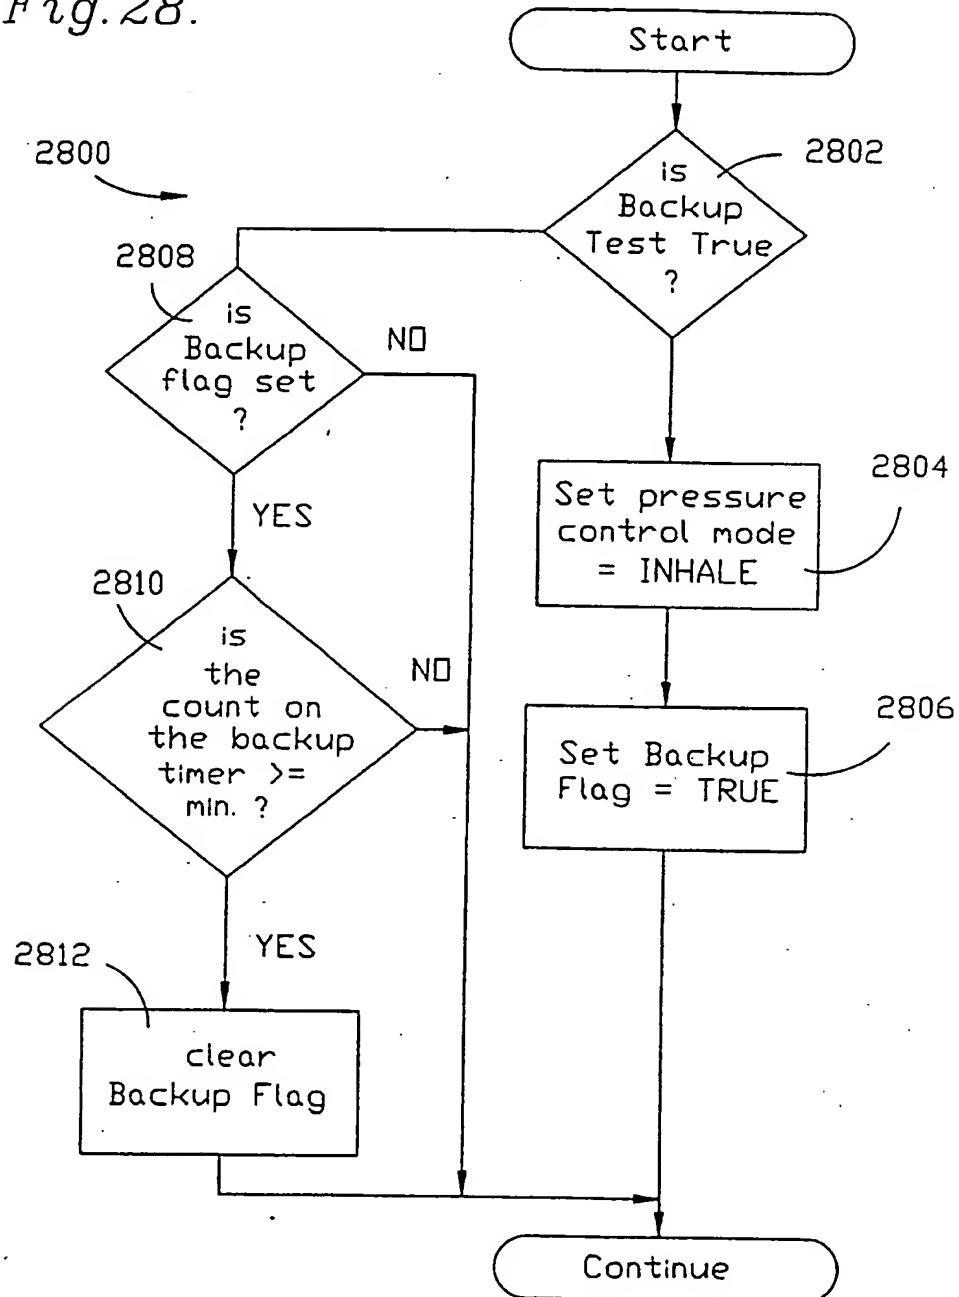 Fig.28.
Start
2800
2802
is
Backup
Test True
?
2808
is
Backup
flag set
?
NO
YES
2804
Set pressure
control mode
= INHALE
2810
is
the
count on
the backup
timer >=
min. ?
NO
YES
2806
Set Backup
Flag = TRUE
2812
clear
Backup Flag
Continue